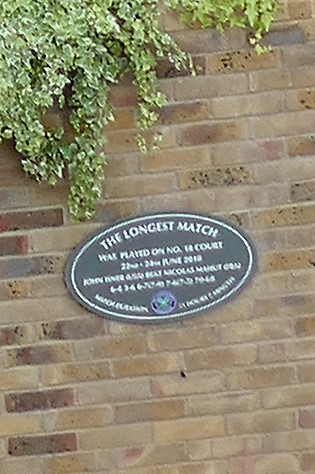 THE LONGEST MATCH
WAS PLAYED ON NO. 18 COURT
22ND - 24TH JUNE 2010
JOHN ISNER (USA) BEAT NICOLAS MAHUT (FRA)
6-4 3-6 6-7(7-9) 7-6(7-3) 70-68
MATCH DURATION 11 HOURS 5 MINUTES